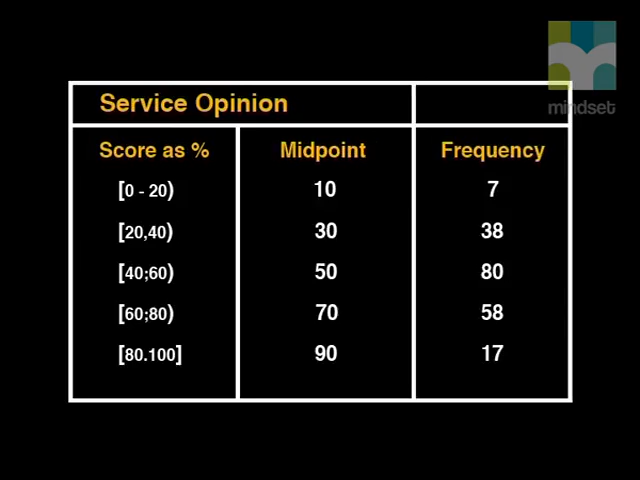 mindset
Service Opinion
Score as % Midpoint Frequency
[0 - 20) 10 7
[20,40) 30 38
[40;60) 50 80
[60;80) 70 58
[80.100] 90 17